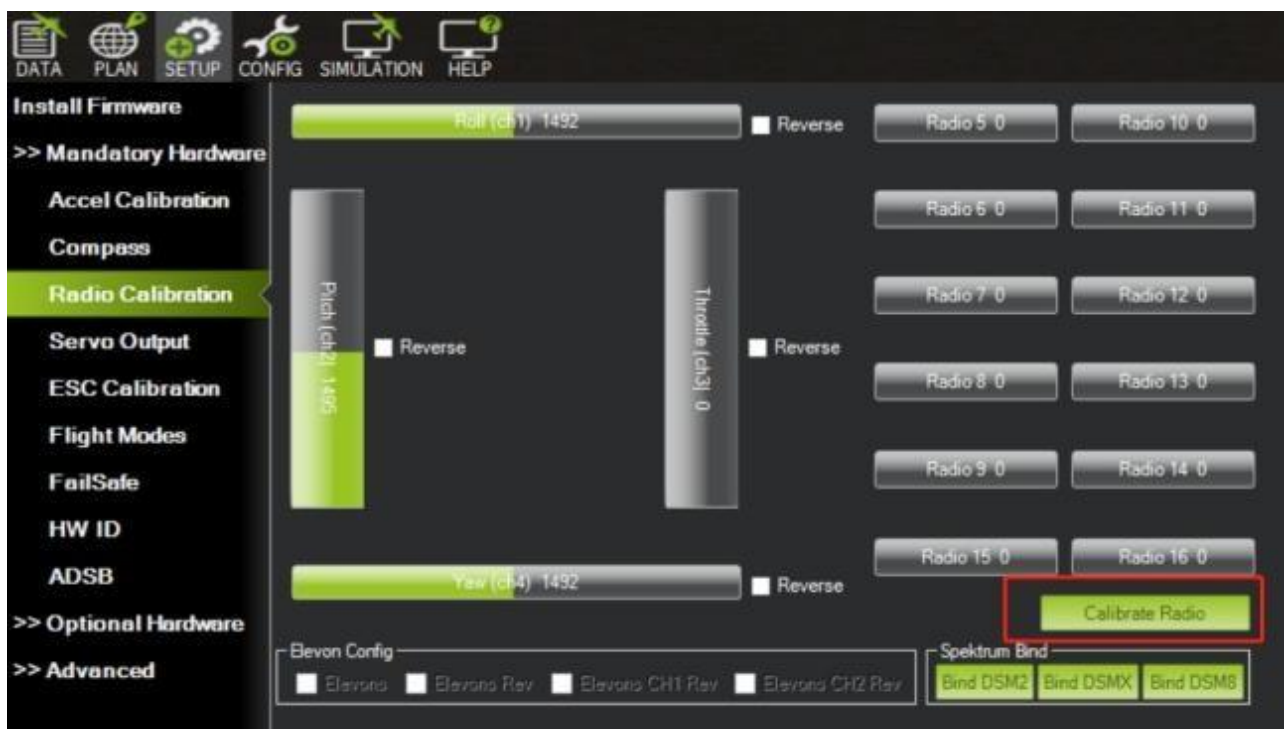 DATA PLAN SETUP CONFIG SIMULATION HELP
Install Firmware
>> Mandatory Hardware
Accel Calibration
Compass
Radio Calibration
Servo Output
ESC Calibration
Flight Modes
FailSafe
HW ID
ADSB
>> Optional Hardware
>> Advanced
Roll (ch1) 1492
Reverse
Pitch (ch2) 1495
Reverse
Throttle (ch3) 0
Reverse
Yaw (ch4) 1492
Reverse
Radio 5 0
Radio 10 0
Radio 6 0
Radio 11 0
Radio 7 0
Radio 12 0
Radio 8 0
Radio 13 0
Radio 9 0
Radio 14 0
Radio 15 0
Radio 16 0
Calibrate Radio
Elevon Config
Elevons
Elevons Rev
Elevons CH1 Rev
Elevons CH2 Rev
Spektrum Bind
Bind DSM2
Bind DSMX
Bind DSM8